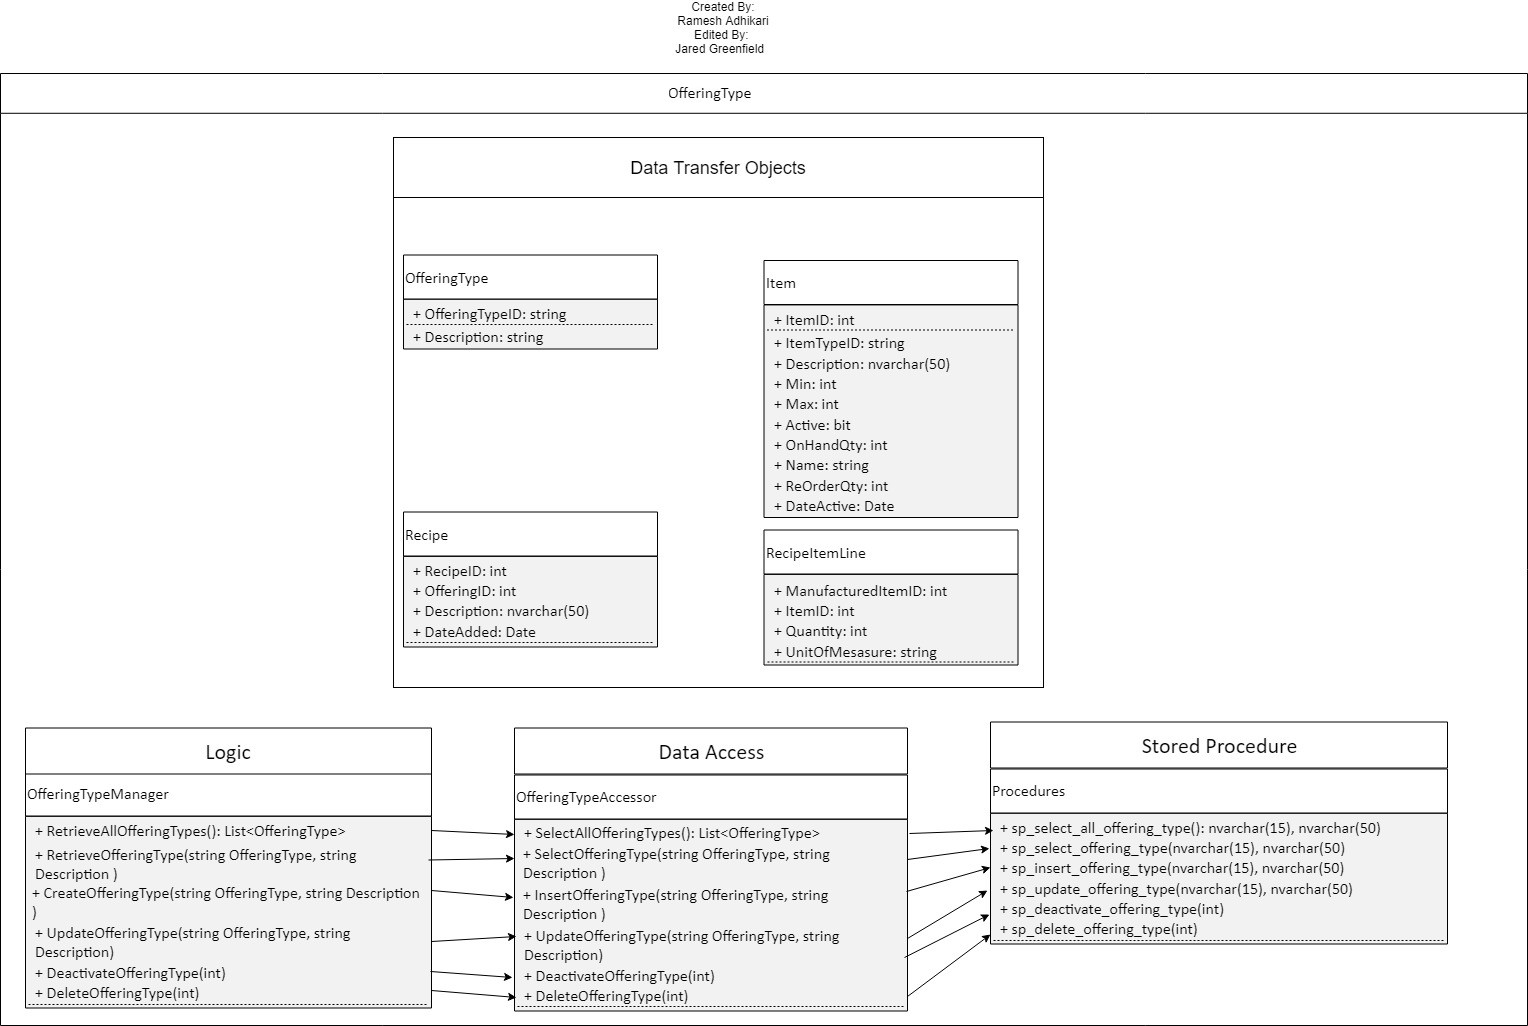 Created By:
Ramesh Adhikari
Edited By:
Jared Greenfield
OfferingType
Data Transfer Objects
OfferingType
+ OfferingTypeID: string
+ Description: string
Item
+ ItemID: int
+ ItemTypeID: string
+ Description: nvarchar(50)
+ Min: int
+ Max: int
+ Active: bit
+ OnHandQty: int
+ Name: string
+ ReOrderQty: int
+ DateActive: Date
Recipe
+ RecipeID: int
+ OfferingID: int
+ Description: nvarchar(50)
+ DateAdded: Date
RecipeItemLine
+ ManufacturedItemID: int
+ ItemID: int
+ Quantity: int
+ UnitOfMesasure: string
Logic
OfferingTypeManager
+ RetrieveAllOfferingTypes(): List<OfferingType>
+ RetrieveOfferingType(string OfferingType, string
Description )
+ CreateOfferingType(string OfferingType, string Description
)
+ UpdateOfferingType(string OfferingType, string
Description)
+ DeactivateOfferingType(int)
+ DeleteOfferingType(int)
Data Access
OfferingTypeAccessor
+ SelectAllOfferingTypes(): List<OfferingType>
+ SelectOfferingType(string OfferingType, string
Description )
+ InsertOfferingType(string OfferingType, string
Description )
+ UpdateOfferingType(string OfferingType, string
Description)
+ DeactivateOfferingType(int)
+ DeleteOfferingType(int)
Stored Procedure
Procedures
+ sp_select_all_offering_type(): nvarchar(15), nvarchar(50)
+ sp_select_offering_type(nvarchar(15), nvarchar(50)
+ sp_insert_offering_type(nvarchar(15), nvarchar(50)
+ sp_update_offering_type(nvarchar(15), nvarchar(50)
+ sp_deactivate_offering_type(int)
+ sp_delete_offering_type(int)